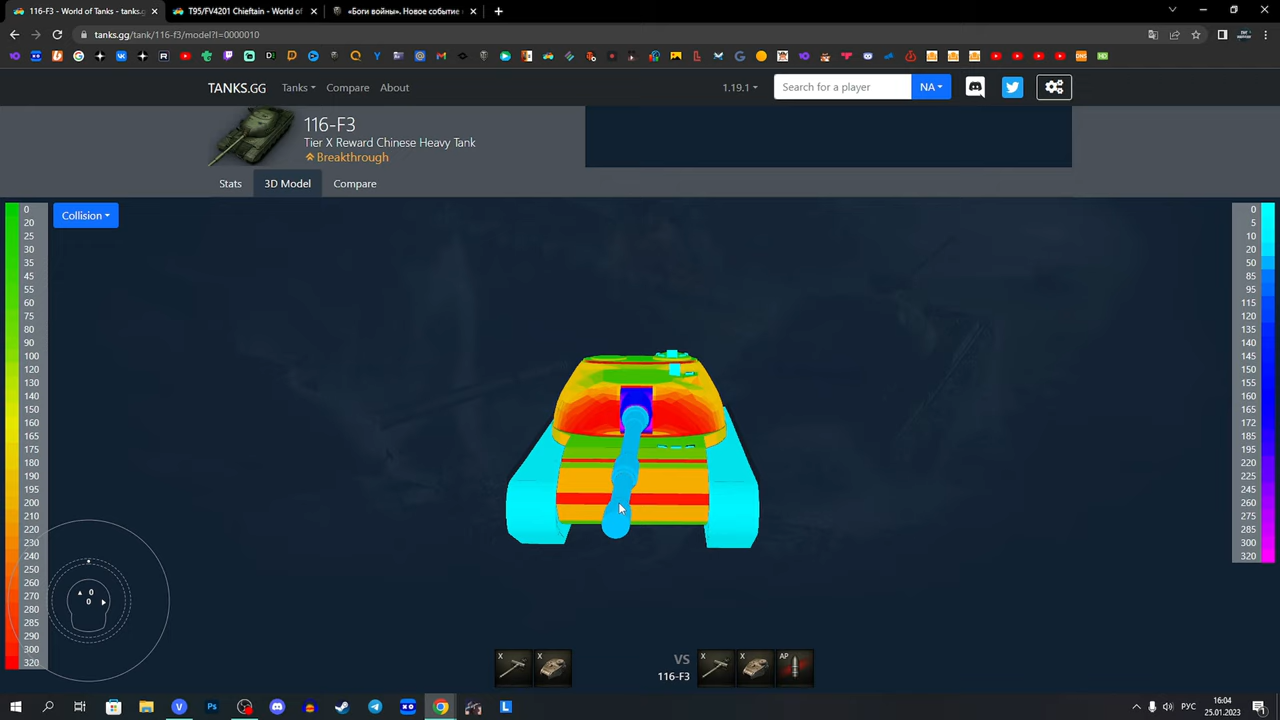 116-F3 - World of Tanks - tanks.g
T95/FV4201 Chieftain - World of
«Боги войны». Новое событие
tanks.gg/tank/116-f3/model?l=0000010
TANKS.GG
Tanks
Compare
About
1.19.1
Search for a player
NA
116-F3
Tier X Reward Chinese Heavy Tank
Breakthrough
Stats
3D Model
Compare
Collision
0
20
25
30
35
45
55
60
75
80
90
100
120
130
140
150
160
165
175
180
190
195
200
210
220
230
240
250
260
270
280
285
290
300
320
0
5
10
20
50
85
95
115
120
135
140
145
150
155
160
172
185
195
220
245
260
275
285
300
320
0
0
X
X
VS
116-F3
X
X
AP
РУС
16:04
25.01.2023